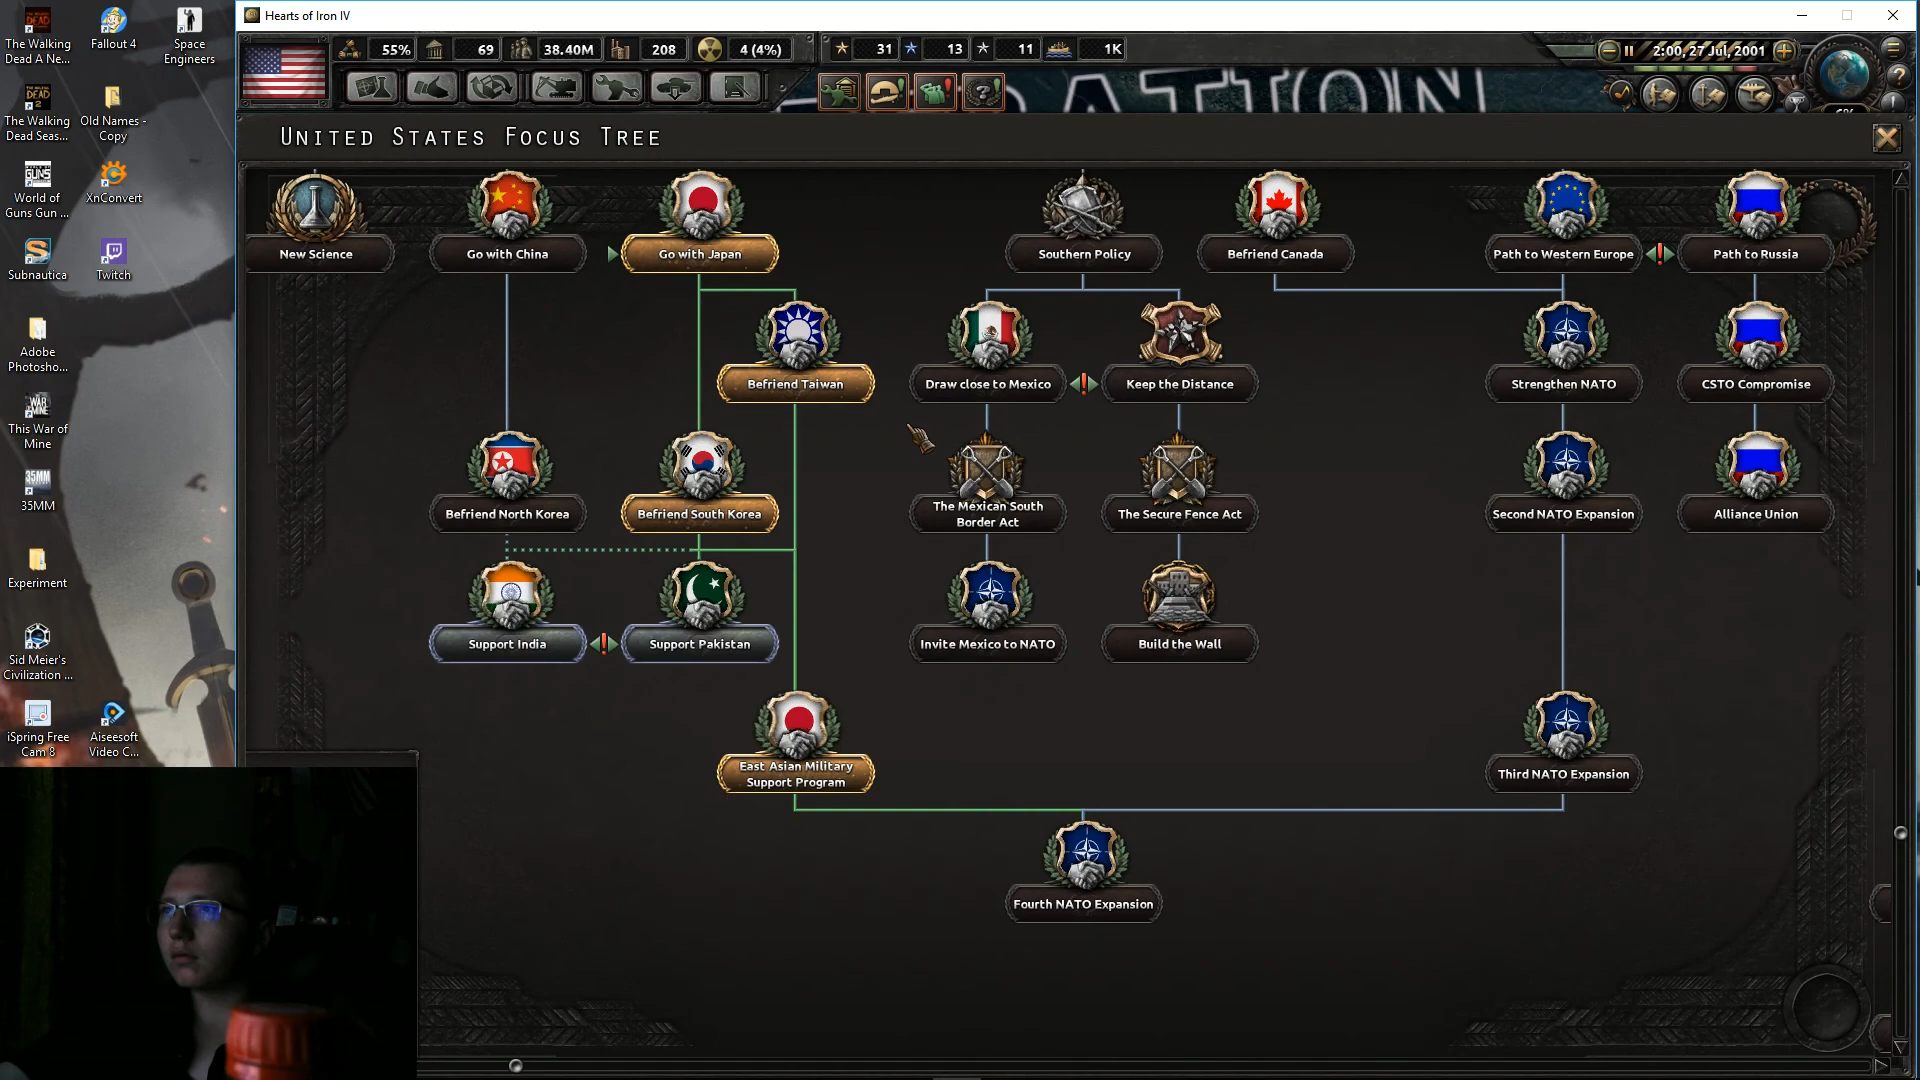 The Walking
Dead A Ne...
Fallout 4
Space
Engineers
The Walking
Dead Seas...
Old Names -
Copy
World of
Guns Gun ...
XnConvert
Subnautica
Twitch
Adobe
Photosho...
This War of
Mine
35MM
Experiment
Sid Meier's
Civilization ...
iSpring Free
Cam 8
Aiseesoft
Video C...
Hearts of Iron IV
55%
69
38.40M
208
4 (4%)
31
13
11
1K
2:00, 27 Jul, 2001
United States Focus Tree
New Science
Go with China
Go with Japan
Southern Policy
Befriend Canada
Path to Western Europe
Path to Russia
Befriend Taiwan
Draw close to Mexico
Keep the Distance
Strengthen NATO
CSTO Compromise
Befriend North Korea
Befriend South Korea
The Mexican South
Border Act
The Secure Fence Act
Second NATO Expansion
Alliance Union
Support India
Support Pakistan
Invite Mexico to NATO
Build the Wall
East Asian Military
Support Program
Third NATO Expansion
Fourth NATO Expansion